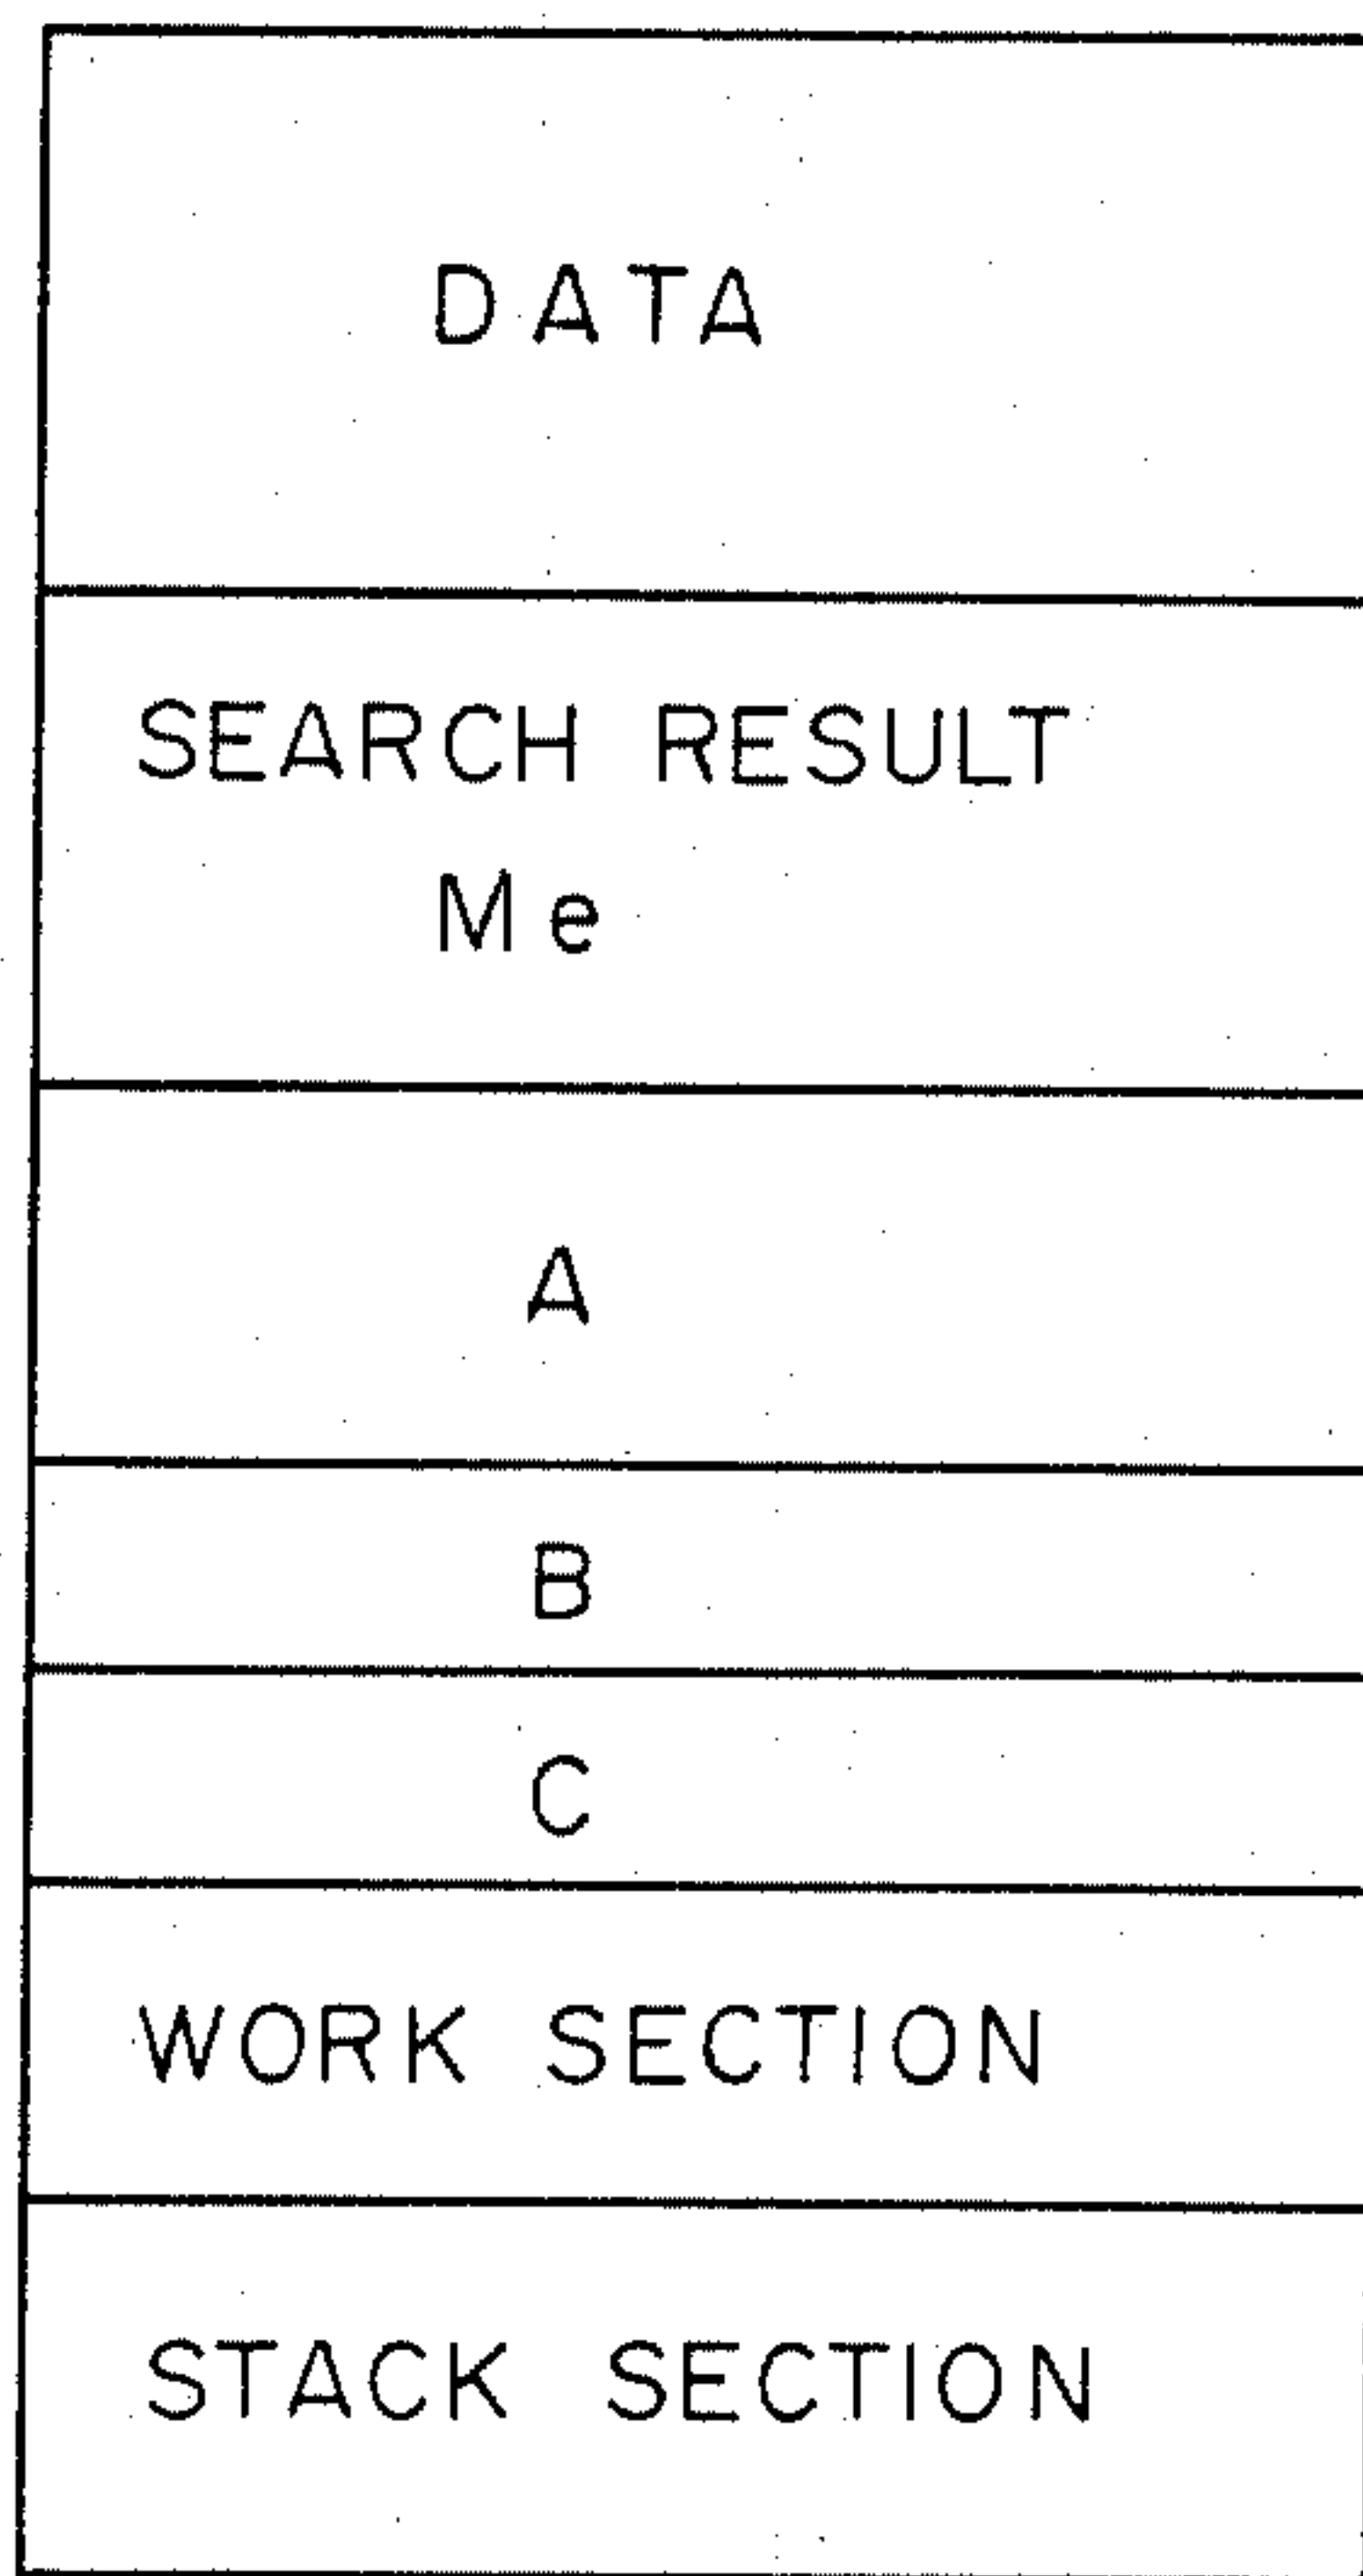 DATA
SEARCH RESULT
Me
A
B
C
WORK SECTION
STACK SECTION